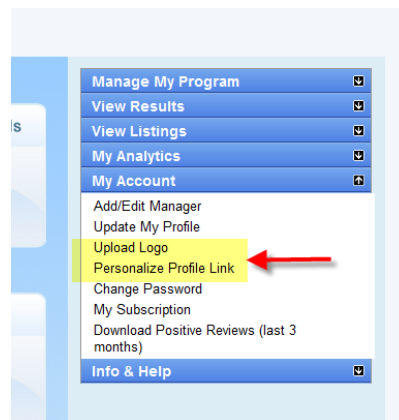 Manage My Program
View Results
ls
View Listings
My Analytics
My Account
Add/Edit Manager
Update My Profile
Upload Logo
Personalize Profile Link
Change Password
My Subscription
Download Positive Reviews (last 3
months)
Info & Help